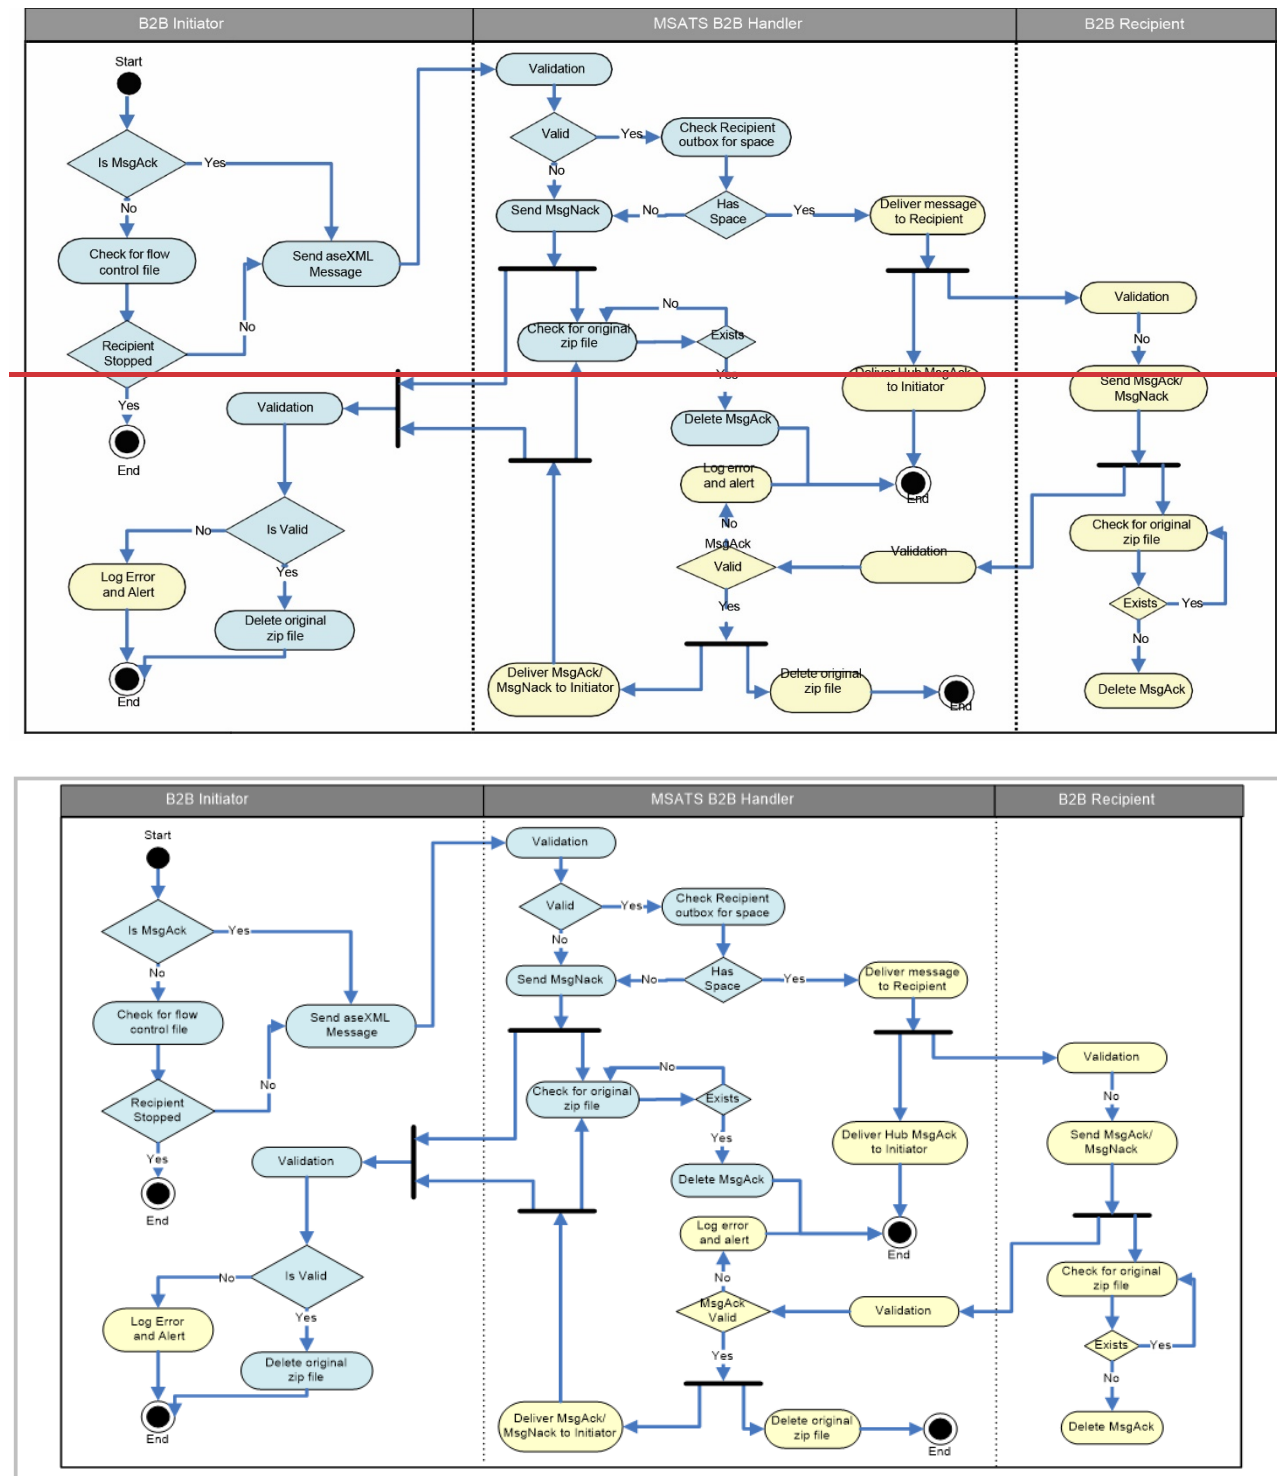 B2B Initiator
MSATS B2B Handler
B2B Recipient
Start
Validation
Valid
Yes
Check Recipient
outbox for space
Is MsgAck
Yes
No
No
Send MsgNack
No
Has
Space
Yes
Deliver message
to Recipient
Check for flow
control file
Send aseXML
Message
Validation
No
Check for original
zip file
Exists
No
No
Recipient
Stopped
Yes
Deliver Hub MsgAck
to Initiator
Send MsgAck/
MsgNack
Yes
Validation
Delete MsgAck
End
Log error
and alert
End
No
Is Valid
No
MsgAck
Valid
Validation
Check for original
zip file
Yes
Log Error
and Alert
Yes
Exists
Yes
Delete original
zip file
No
Deliver MsgAck/
MsgNack to Initiator
Delete original
zip file
Delete MsgAck
End
End
B2B Initiator
MSATS B2B Handler
B2B Recipient
Start
Validation
Valid
Yes
Check Recipient
outbox for space
Is MsgAck
Yes
No
No
Send MsgNack
No
Has
Space
Yes
Deliver message
to Recipient
Check for flow
control file
Send aseXML
Message
Validation
No
Check for original
zip file
Exists
No
No
Recipient
Stopped
Yes
Deliver Hub MsgAck
to Initiator
Send MsgAck/
MsgNack
Yes
Validation
Delete MsgAck
End
Log error
and alert
End
No
Is Valid
No
MsgAck
Valid
Validation
Check for original
zip file
Yes
Log Error
and Alert
Yes
Exists
Yes
Delete original
zip file
No
Deliver MsgAck/
MsgNack to Initiator
Delete original
zip file
Delete MsgAck
End
End